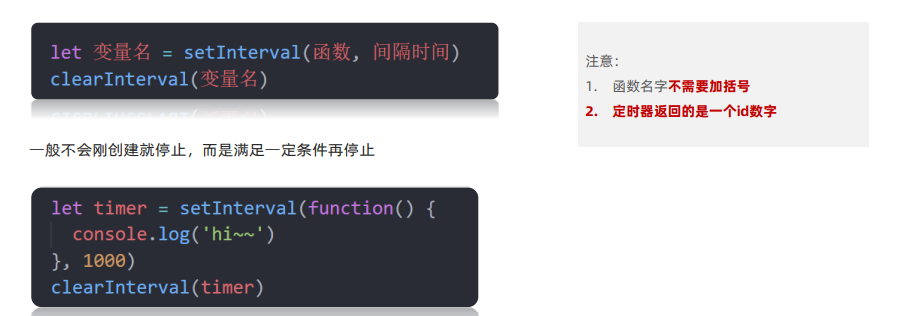 let 变量名 = setInterval(函数, 间隔时间)
clearInterval(变量名)
一般不会刚创建就停止，而是满足一定条件再停止
let timer = setInterval(function() {
  console.log('hi~~')
}, 1000)
clearInterval(timer)
注意：
1. 函数名字不需要加括号
2. 定时器返回的是一个id数字